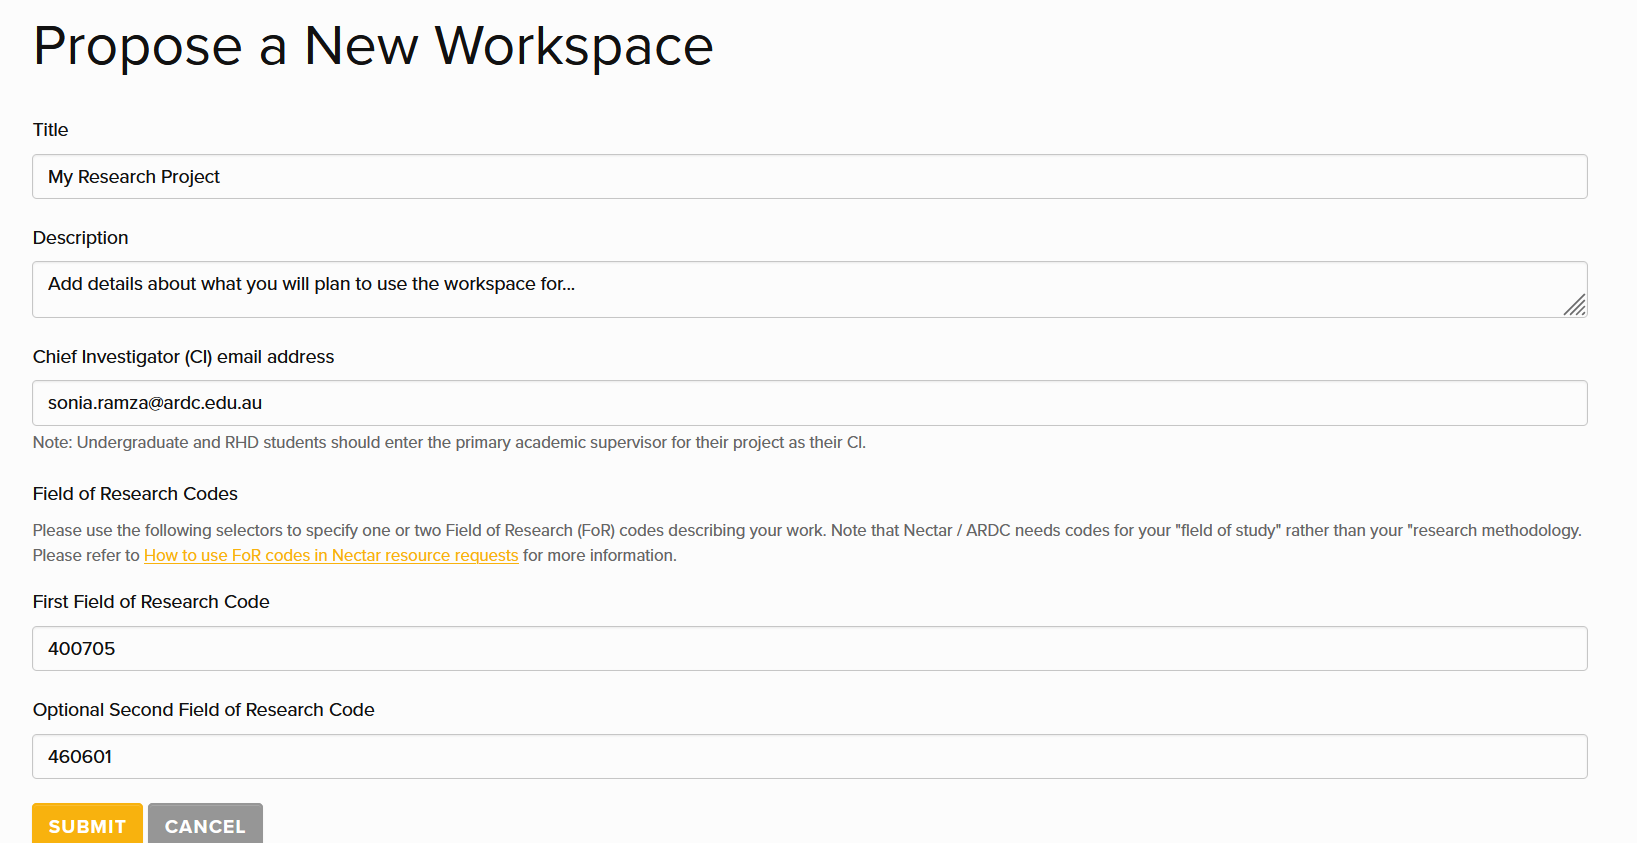 Propose a New Workspace
Title
My Research Project
Description
Add details about what you will plan to use the workspace for...
Chief Investigator (CI) email address
sonia.ramza@ardc.edu.au
Note: Undergraduate and RHD students should enter the primary academic supervisor for their project as their CI.
Field of Research Codes
Please use the following selectors to specify one or two Field of Research (FoR) codes describing your work. Note that Nectar / ARDC needs codes for your "field of study" rather than your "research methodology.
Please refer to How to use FoR codes in Nectar resource requests for more information.
First Field of Research Code
400705
Optional Second Field of Research Code
460601
SUBMIT CANCEL